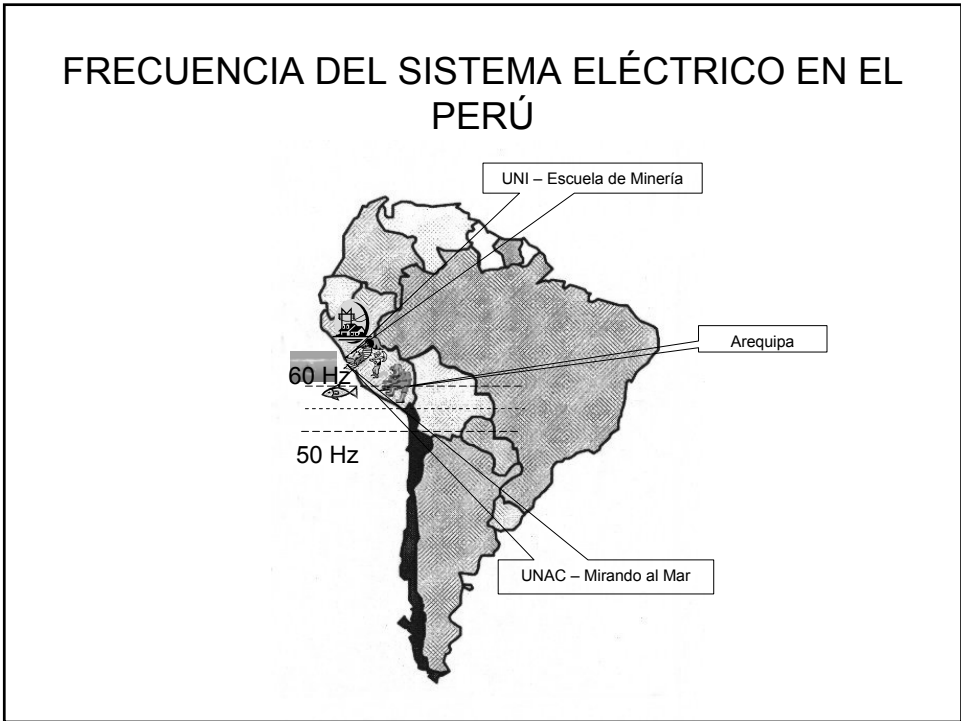 FRECUENCIA DEL SISTEMA ELÉCTRICO EN EL
PERÚ
UNI – Escuela de Minería
Arequipa
60 Hz
50 Hz
UNAC – Mirando al Mar